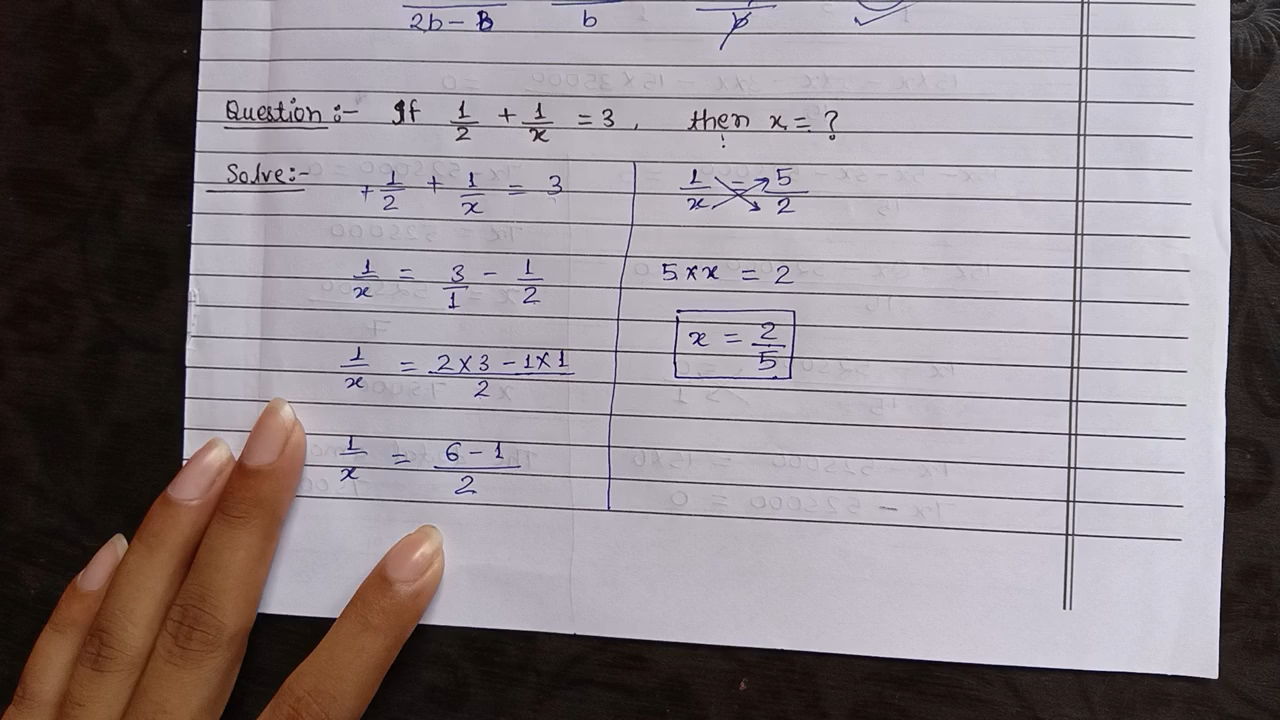 2b - B b b
Question :- If 1/2 + 1/x = 3, then x = ?
Solve :- + 1/2 + 1/x = 3
1/x = 3/1 - 1/2
1/x = 2 × 3 - 1 × 1 / 2
1/x = 6 - 1 / 2
1/x = 5/2
5 × x = 2
x = 2/5